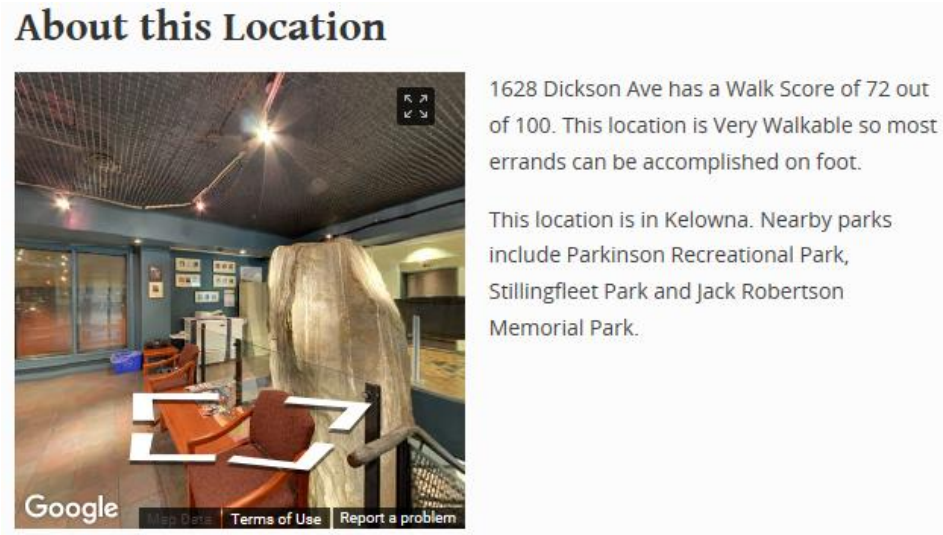 About this Location
1628 Dickson Ave has a Walk Score of 72 out
of 100. This location is Very Walkable so most
errands can be accomplished on foot.
This location is in Kelowna. Nearby parks
include Parkinson Recreational Park,
Stillingfleet Park and Jack Robertson
Memorial Park.
Google
Map Data
Terms of Use
Report a problem